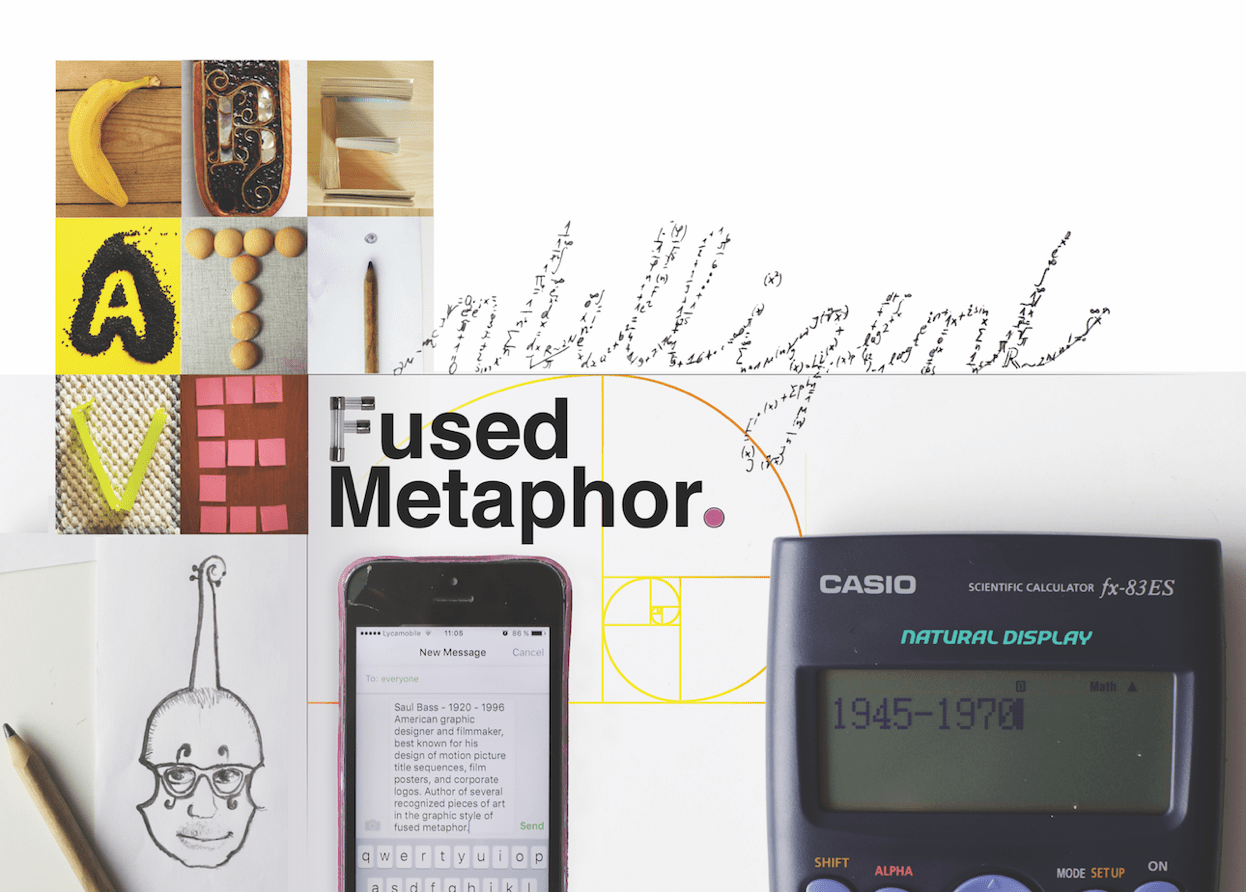 CRE
ATI
VE
intelligent
Fused
Metaphor.
Lycamobile 11:05 86 %
New Message Cancel
To: everyone
Saul Bass - 1920 - 1996
American graphic
designer and filmmaker,
best known for his
design of motion picture
title sequences, film
posters, and corporate
logos. Author of several
recognized pieces of art
in the graphic style of
fused metaphor.
Send
q w e r t y u i o p
a s d f g h j k l
CASIO
SCIENTIFIC CALCULATOR fx-83ES
NATURAL DISPLAY
D Math ▲
1945-1970
SHIFT ALPHA MODE SETUP ON